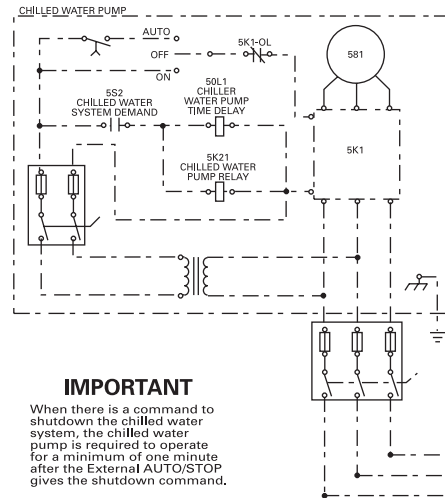 CHILLED WATER PUMP
AUTO
OFF
5K1-OL
581
ON
5S2
CHILLED WATER
SYSTEM DEMAND
50L1
CHILLER
WATER PUMP
TIME DELAY
5K1
5K21
CHILLED WATER
PUMP RELAY
IMPORTANT
When there is a command to
shutdown the chilled water
system, the chilled water
pump is required to operate
for a minimum of one minute
after the External AUTO/STOP
gives the shutdown command.